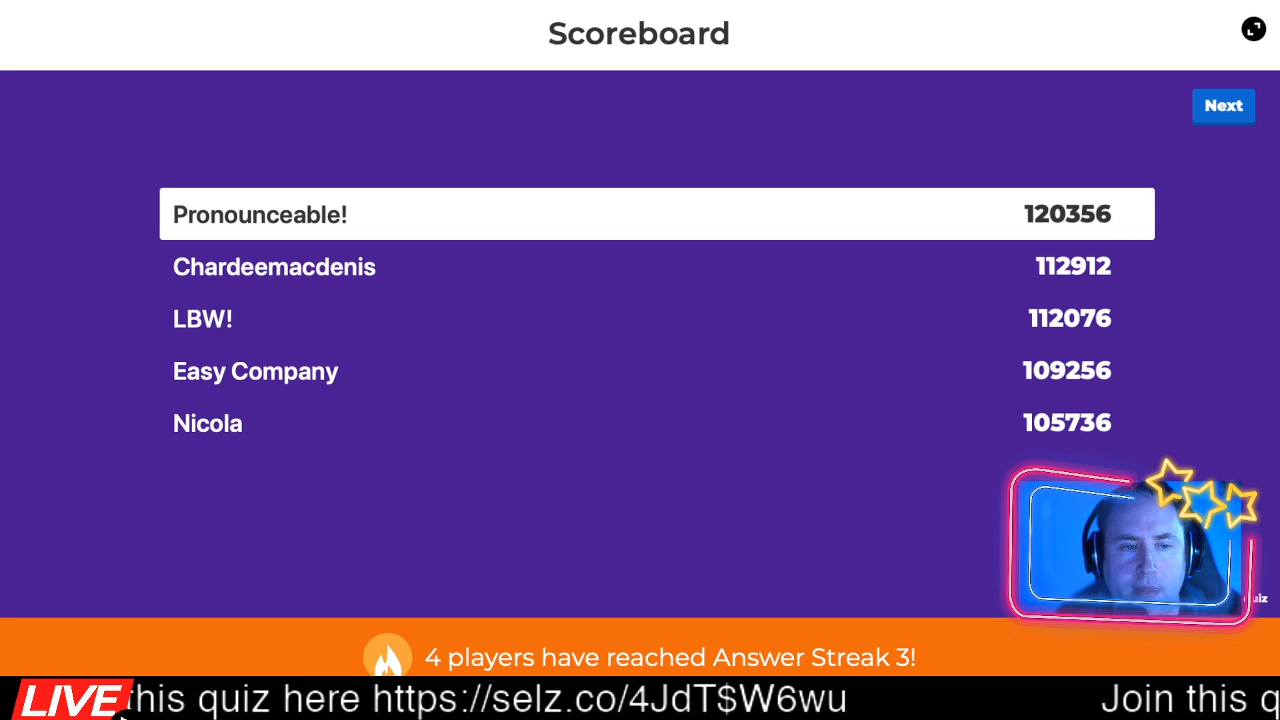 Scoreboard
Next
Pronounceable! 120356
Chardeemacdenis 112912
LBW! 112076
Easy Company 109256
Nicola 105736
4 players have reached Answer Streak 3!
LIVE this quiz here https://selz.co/4JdT$W6wu Join this q